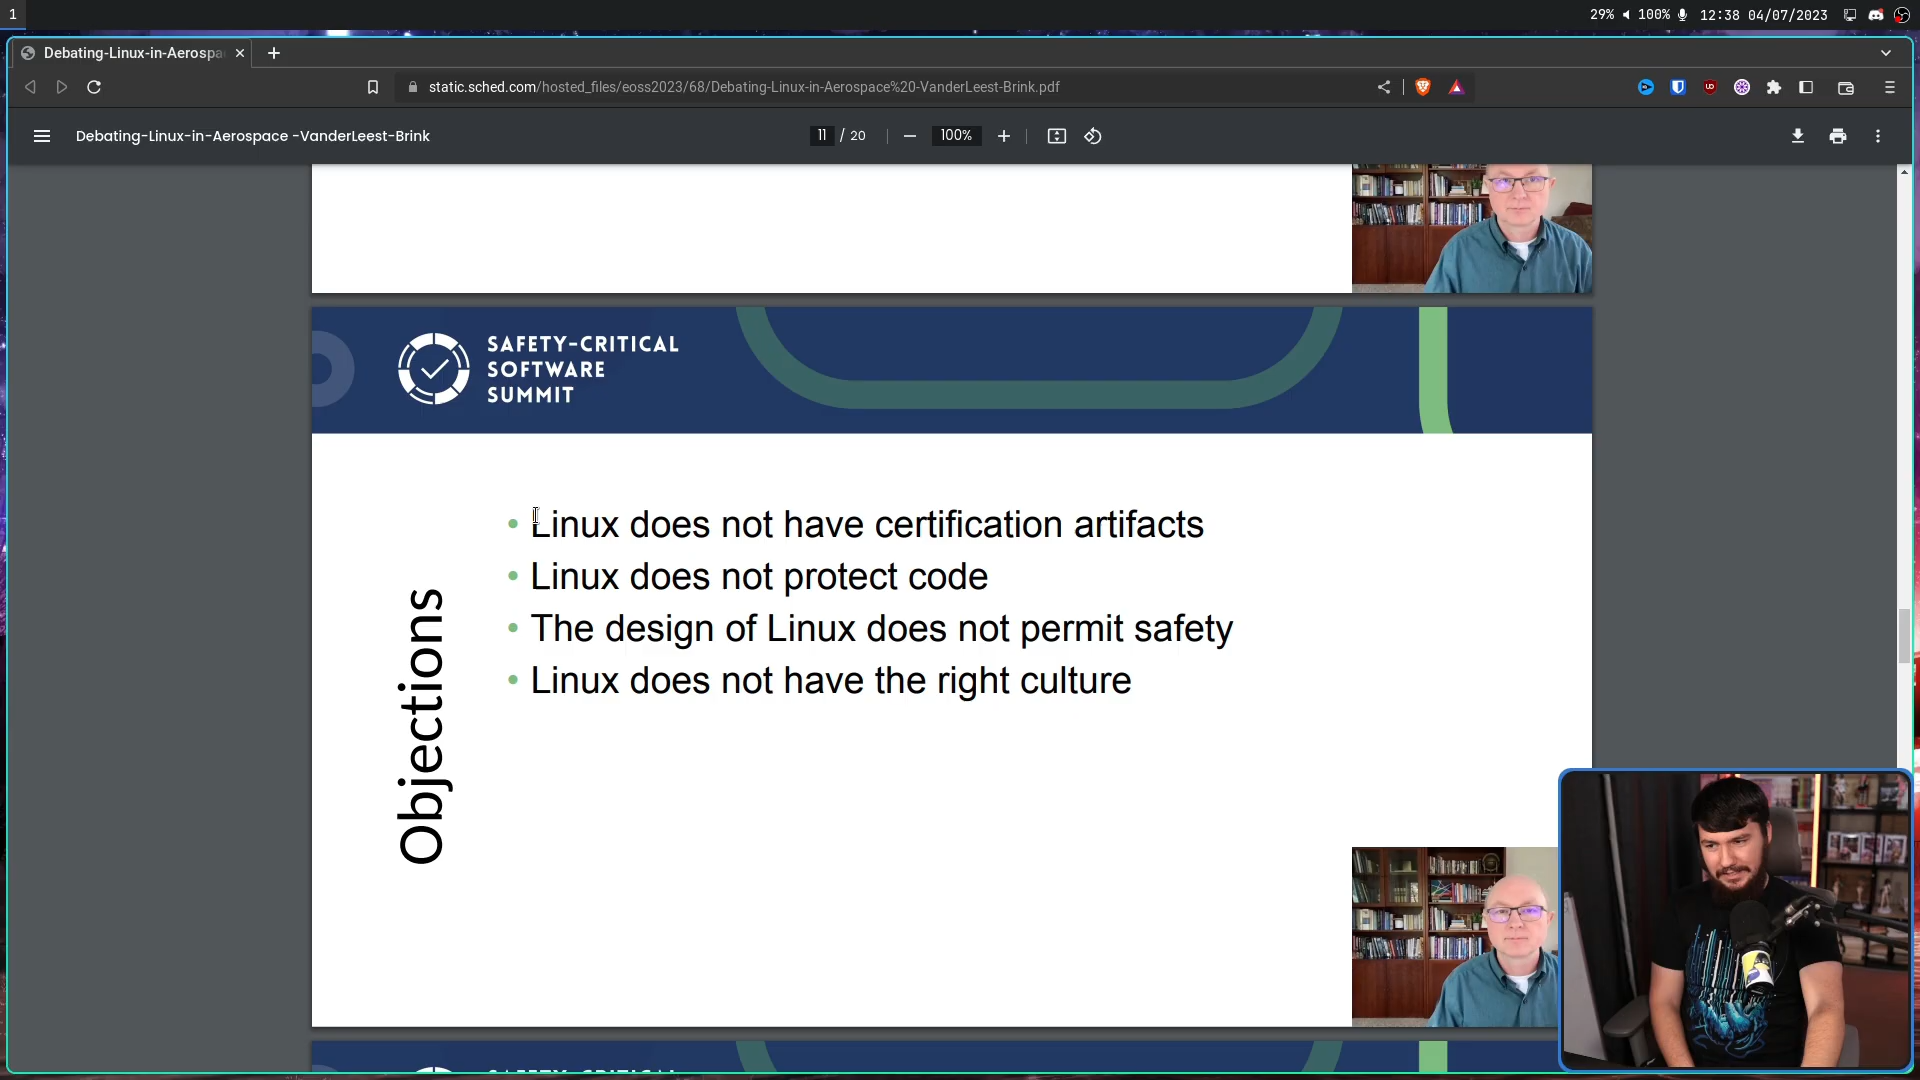 1
29%
100%
12:38 04/07/2023
Debating-Linux-in-Aerospa
static.sched.com/hosted_files/eoss2023/68/Debating-Linux-in-Aerospace%20-VanderLeest-Brink.pdf
Debating-Linux-in-Aerospace -VanderLeest-Brink
11 / 20
100%
SAFETY-CRITICAL
SOFTWARE
SUMMIT
Objections
• Linux does not have certification artifacts
• Linux does not protect code
• The design of Linux does not permit safety
• Linux does not have the right culture